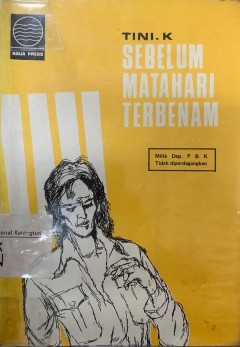 AQUA PRESS
TINI. K
SEBELUM
MATAHARI
TERBENAM
Milik Dep. P & K
Tidak diperdagangkan